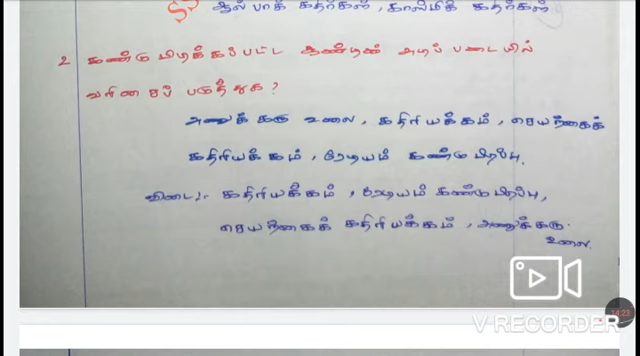 ஆல்பாக் கதிர்கள், காஸ்மிக் கதிர்கள்
2 கண்டுபிடிக்கப்பட்ட ஆண்டின் அடிப்படையில்
வரிசைப் படுத்துக?
அணுக்கரு உலை, கதிரியக்கம், செயற்கைக்
கதிரியக்கம், ரேடியம் கண்டுபிடிப்பு.
விடை:- கதிரியக்கம், ரேடியம் கண்டுபிடிப்பு,
செயற்கைக் கதிரியக்கம், அணுக்கரு
உலை.
14:23
V RECORDER